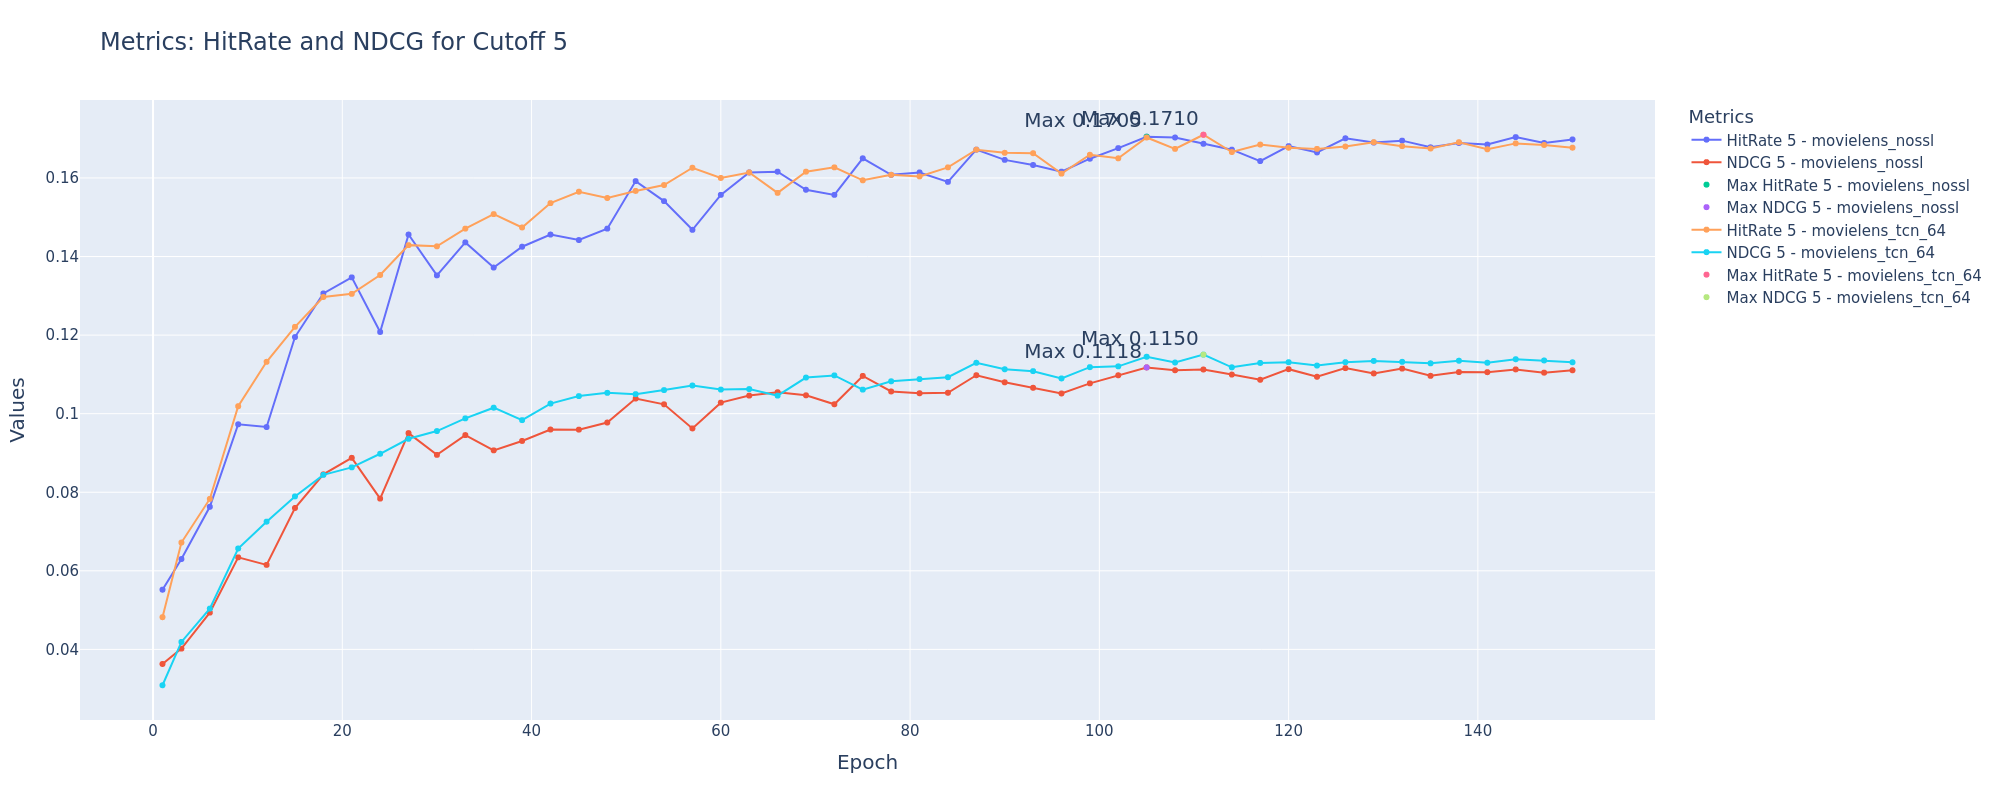 Metrics: HitRate and NDCG for Cutoff 5
Max 0.1705
Max 0.1710
Max 0.1150
Max 0.1118
0.16
0.14
0.12
0.1
0.08
0.06
0.04
Values
0
20
40
60
80
100
120
140
Epoch
Metrics
HitRate 5 - movielens_nossl
NDCG 5 - movielens_nossl
Max HitRate 5 - movielens_nossl
Max NDCG 5 - movielens_nossl
HitRate 5 - movielens_tcn_64
NDCG 5 - movielens_tcn_64
Max HitRate 5 - movielens_tcn_64
Max NDCG 5 - movielens_tcn_64